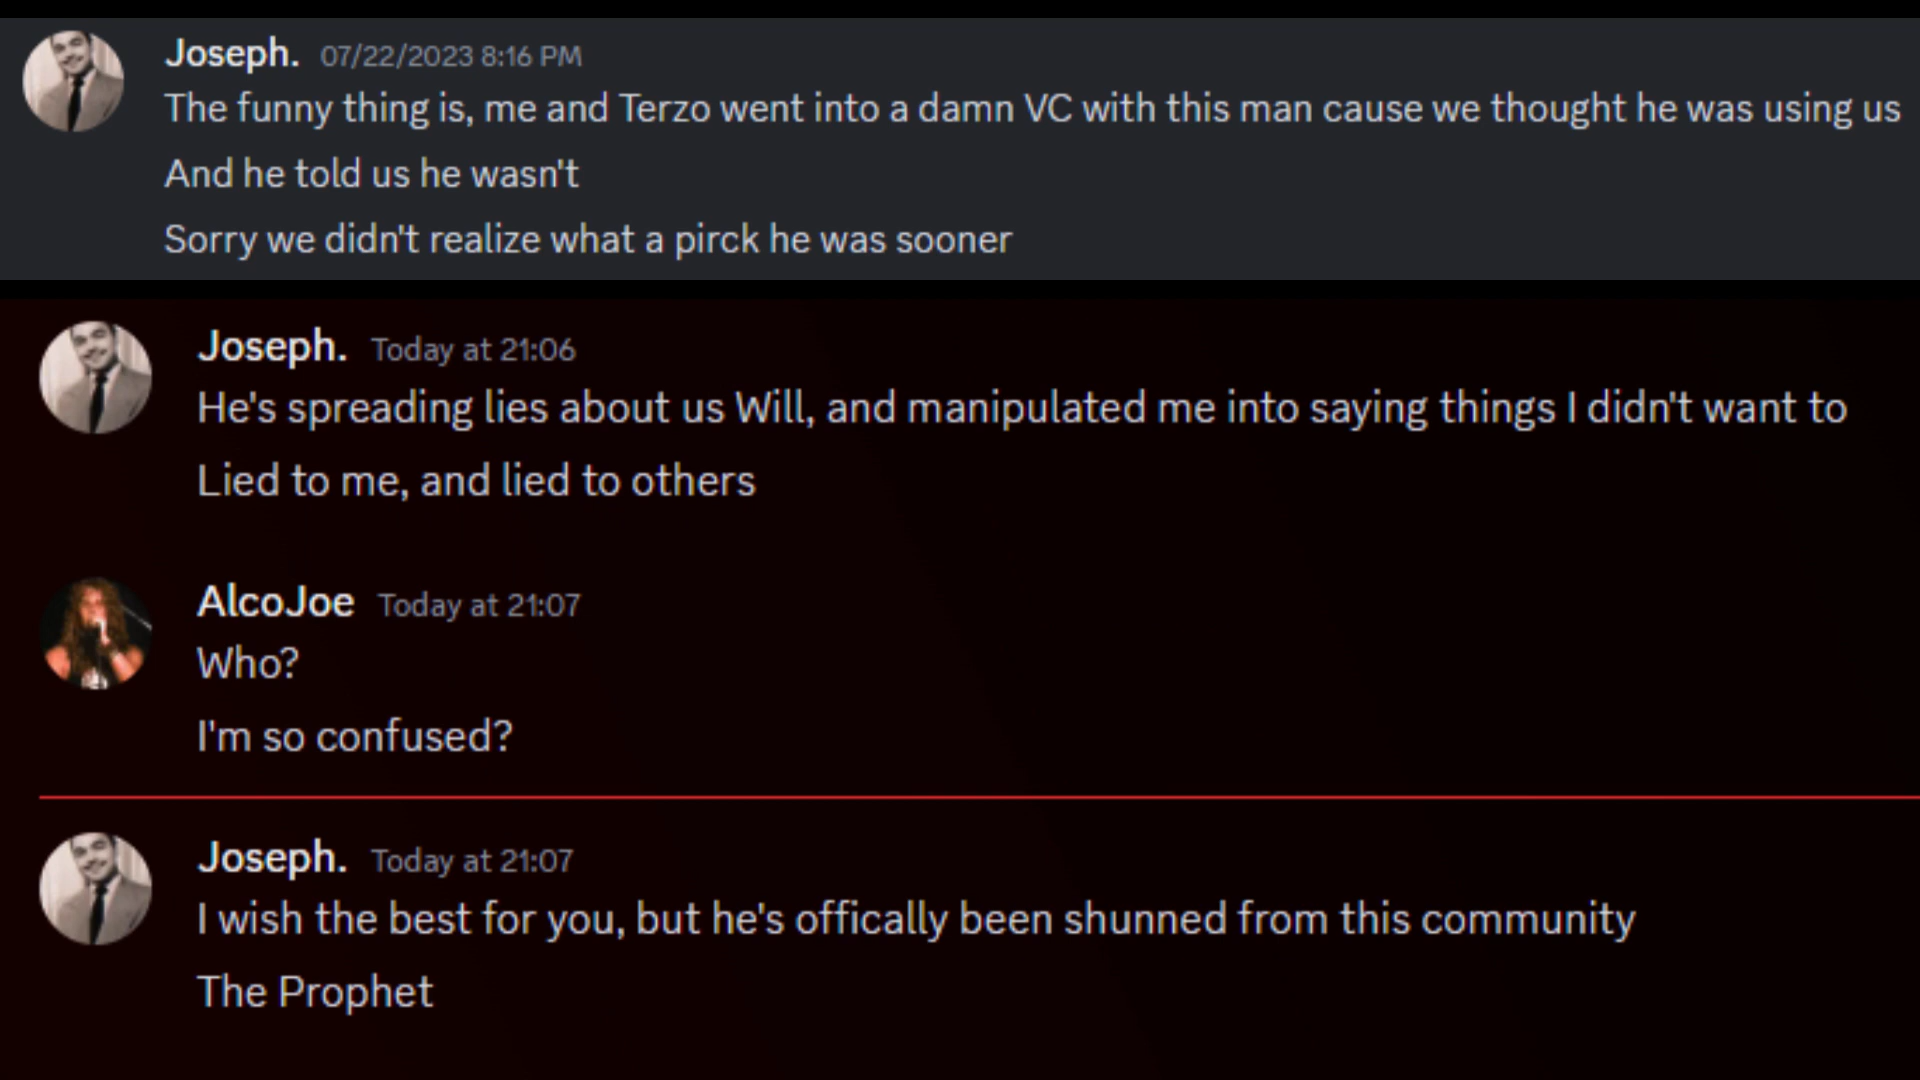 Joseph. 07/22/2023 8:16 PM
The funny thing is, me and Terzo went into a damn VC with this man cause we thought he was using us
And he told us he wasn't
Sorry we didn't realize what a pirck he was sooner
Joseph. Today at 21:06
He's spreading lies about us Will, and manipulated me into saying things I didn't want to
Lied to me, and lied to others
AlcoJoe Today at 21:07
Who?
I'm so confused?
Joseph. Today at 21:07
I wish the best for you, but he's offically been shunned from this community
The Prophet